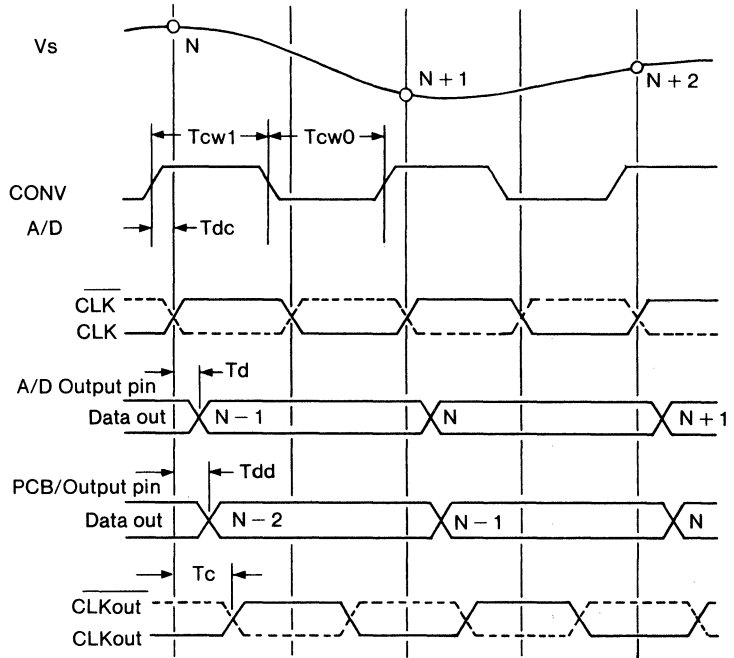 Vs
N
N + 1
N + 2
Tcw1
Tcw0
CONV
A/D
Tdc
CLK
CLK
Td
A/D Output pin
Data out
N − 1
N
N + 1
Tdd
PCB/Output pin
Data out
N − 2
N − 1
N
Tc
CLKout
CLKout